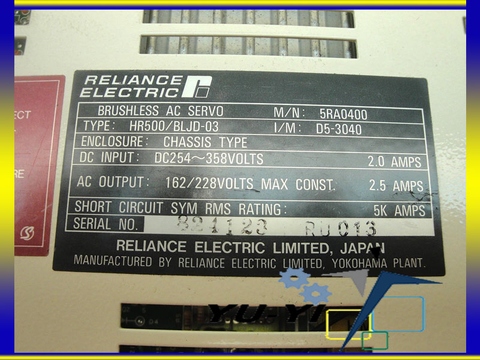 RELIANCE
ELECTRIC
BRUSHLESS AC SERVO M/N: 5RA0400
TYPE: HR500/BLJD-03 I/M: D5-3040
ENCLOSURE: CHASSIS TYPE
DC INPUT: DC254~358VOLTS 2.0 AMPS
AC OUTPUT: 162/228VOLTS MAX CONST. 2.5 AMPS
SHORT CIRCUIT SYM RMS RATING: 5K AMPS
SERIAL NO. RU013
RELIANCE ELECTRIC LIMITED, JAPAN
MANUFACTURED BY RELIANCE ELECTRIC LIMITED, YOKOHAMA PLANT.
YU-YI